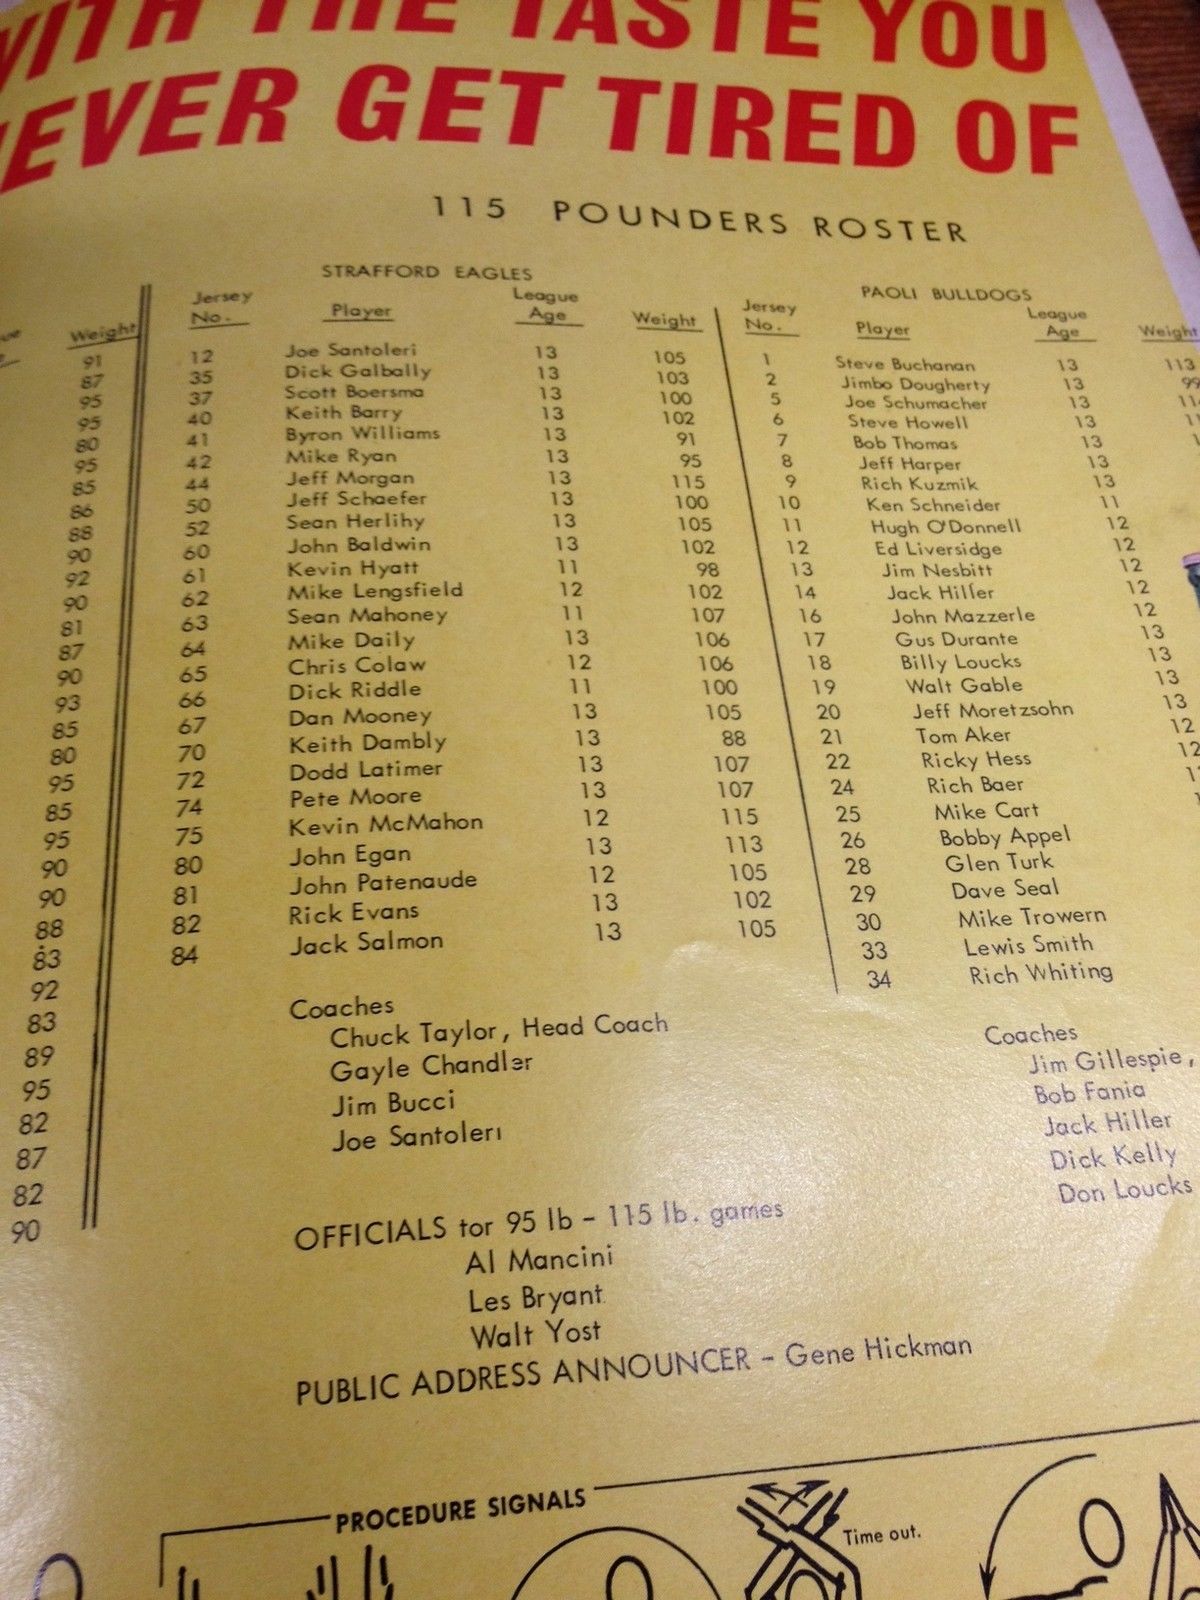 WITH THE TASTE YOU
NEVER GET TIRED OF
115 POUNDERS ROSTER
STRAFFORD EAGLES PAOLI BULLDOGS
Weight Jersey No. Player League Age Weight Jersey No. Player League Age Weight
91 12 Joe Santoleri 13 105 1 Steve Buchanan 13 113
87 35 Dick Galbally 13 103 2 Jimbo Dougherty 13 99
95 37 Scott Boersma 13 100 5 Joe Schumacher 13
95 40 Keith Barry 13 102 6 Steve Howell 13
80 41 Byron Williams 13 91 7 Bob Thomas 13
95 42 Mike Ryan 13 95 8 Jeff Harper 13
85 44 Jeff Morgan 13 115 9 Rich Kuzmik 13
86 50 Jeff Schaefer 13 100 10 Ken Schneider 11
88 52 Sean Herlihy 13 105 11 Hugh O'Donnell 12
90 60 John Baldwin 13 102 12 Ed Liversidge 12
92 61 Kevin Hyatt 11 98 13 Jim Nesbitt 12
90 62 Mike Lengsfield 12 102 14 Jack Hiller 12
81 63 Sean Mahoney 11 107 16 John Mazzerle 12
87 64 Mike Daily 13 106 17 Gus Durante 13
90 65 Chris Colaw 12 106 18 Billy Loucks 13
93 66 Dick Riddle 11 100 19 Walt Gable 13
85 67 Dan Mooney 13 105 20 Jeff Moretzsohn 13
80 70 Keith Dambly 13 88 21 Tom Aker 12
95 72 Dodd Latimer 13 107 22 Ricky Hess 12
85 74 Pete Moore 13 107 24 Rich Baer
95 75 Kevin McMahon 12 115 25 Mike Cart
90 80 John Egan 13 113 26 Bobby Appel
90 81 John Patenaude 12 105 28 Glen Turk
88 82 Rick Evans 13 102 29 Dave Seal
83 84 Jack Salmon 13 105 30 Mike Trowern
92 33 Lewis Smith
83 34 Rich Whiting
89
95
82
87
82
90
Coaches
Chuck Taylor, Head Coach
Gayle Chandler
Jim Bucci
Joe Santoleri
Coaches
Jim Gillespie,
Bob Fania
Jack Hiller
Dick Kelly
Don Loucks
OFFICIALS for 95 lb - 115 lb. games
Al Mancini
Les Bryant
Walt Yost
PUBLIC ADDRESS ANNOUNCER - Gene Hickman
PROCEDURE SIGNALS
Time out.